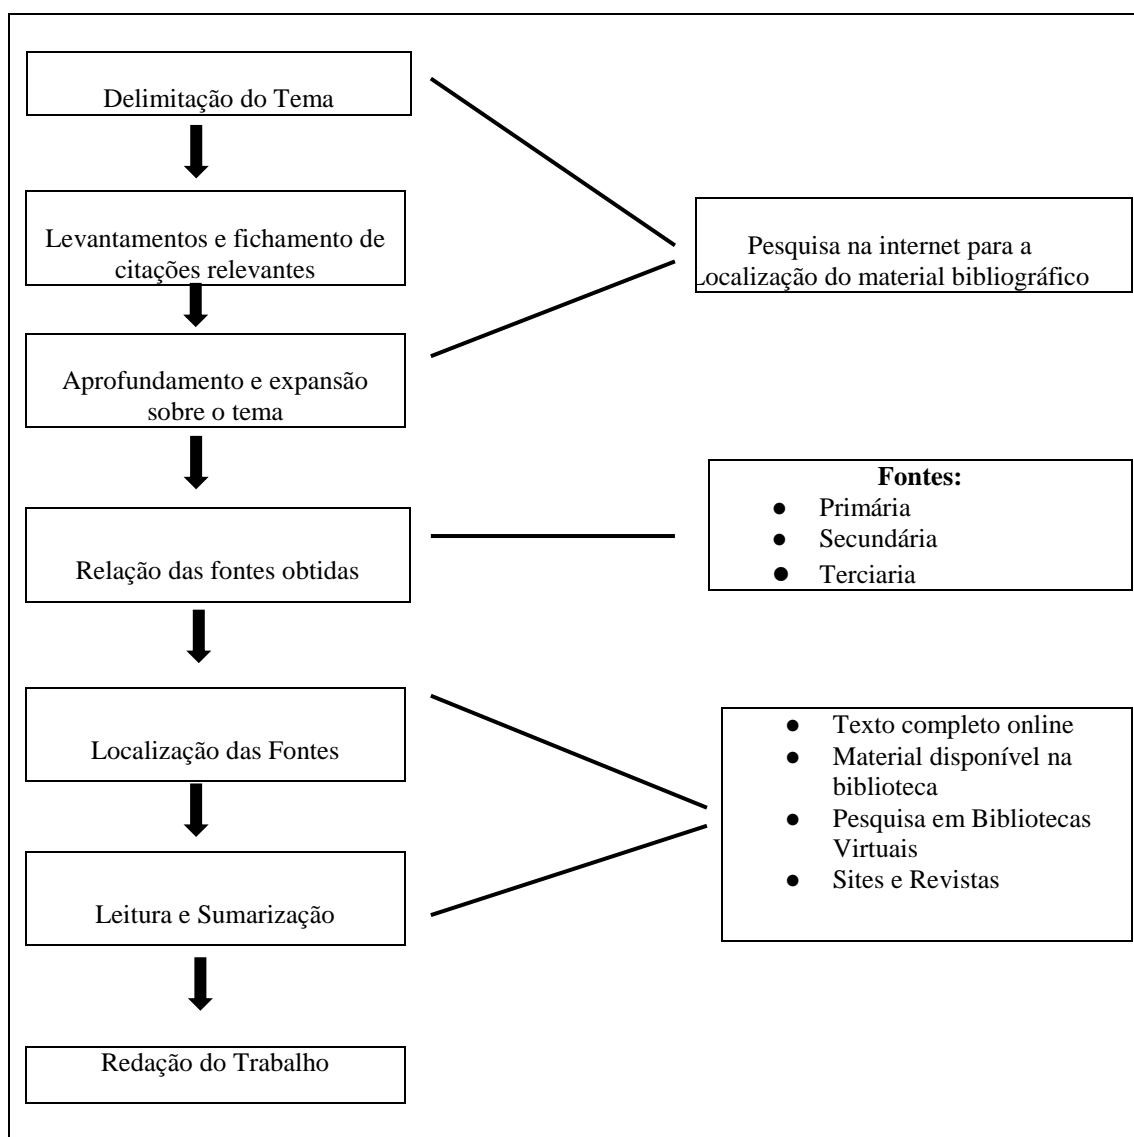 Delimitação do Tema
Levantamentos e fichamento de
citações relevantes
Pesquisa na internet para a
Localização do material bibliográfico
Aprofundamento e expansão
sobre o tema
Relação das fontes obtidas
Fontes:
● Primária
● Secundária
● Terciaria
Localização das Fontes
● Texto completo online
● Material disponível na
biblioteca
● Pesquisa em Bibliotecas
Virtuais
● Sites e Revistas
Leitura e Sumarização
Redação do Trabalho